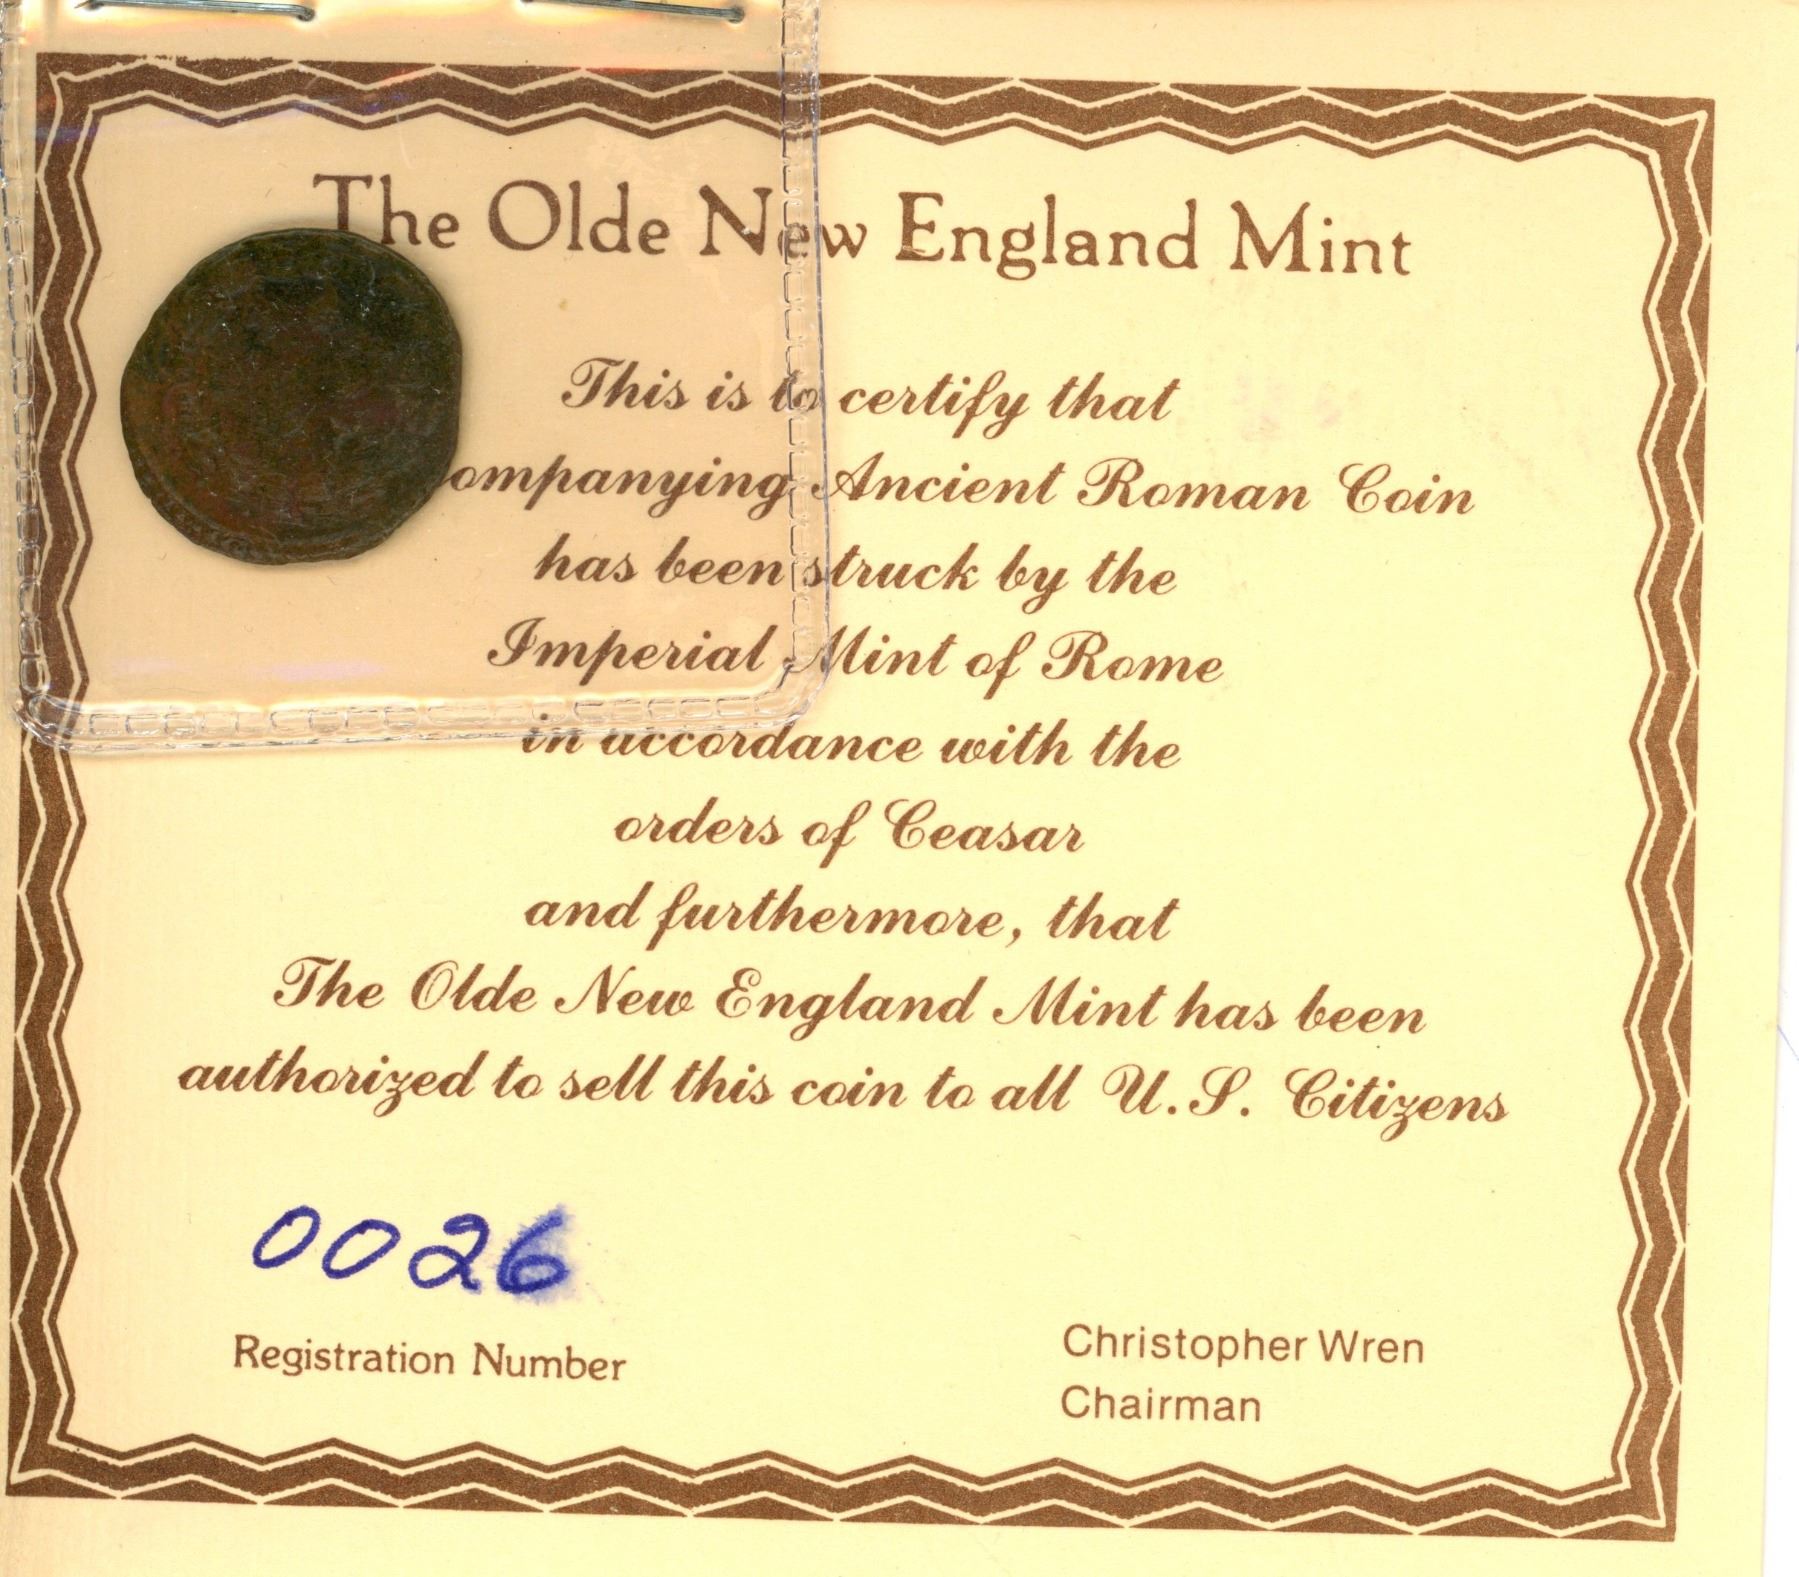 The Olde New England Mint
This is to certify that
ompanying Ancient Roman Coin
has been struck by the
Imperial Mint of Rome
in accordance with the
orders of Ceasar
and furthermore, that
The Olde New England Mint has been
authorized to sell this coin to all U.S. Citizens
0026
Registration Number
Christopher Wren
Chairman